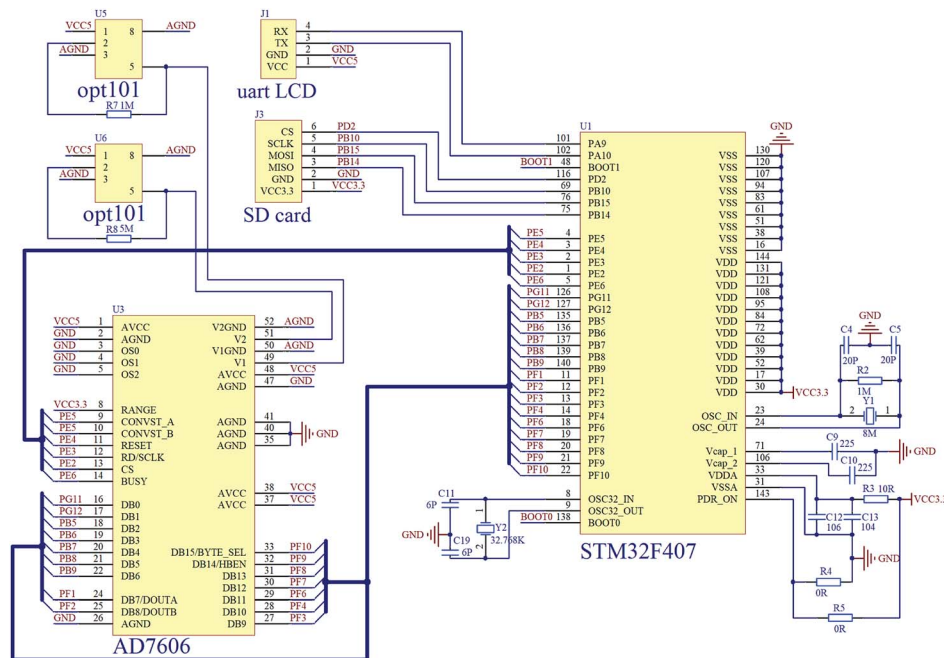 U5
VCC5 1 8 AGND
2
AGND 3
5
opt101
R7 1M
U6
VCC5 1 8 AGND
2
AGND 3
5
opt101
R8 5M
J1
RX 4
TX 3
GND 2 GND
VCC 1 VCC5
uart LCD
J3
CS 6 PD2
SCLK 5 PB10
MOSI 4 PB15
MISO 3 PB14
GND 2 GND
VCC3.3 1 VCC3.3
SD card
U3
VCC5 1 AVCC V2GND 52 AGND
GND 2 AGND V2 51
GND 3 OS0 V1GND 50 AGND
GND 4 OS1 V1 49
GND 5 OS2 AVCC 48 VCC5
AGND 47 GND
VCC3.3 8 RANGE
PE5 9 CONVST_A AGND 41
PE5 10 CONVST_B AGND 40 GND
PE4 11 RESET AGND 35
PE3 12 RD/SCLK
PE2 13 CS
PE6 14 BUSY
AVCC 38 VCC5
PG11 16 DB0 AVCC 37 VCC5
PG12 17 DB1
PB5 18 DB2
PB6 19 DB3
PB7 20 DB4 DB15/BYTE_SEL 33 PF10
PB8 21 DB5 DB14/HBEN 32 PF9
PB9 22 DB6 DB13 31 PF8
DB12 30 PF7
PF1 24 DB7/DOUTA DB11 29 PF6
PF2 25 DB8/DOUTB DB10 28 PF4
GND 26 AGND DB9 27 PF3
AD7606
U1
GND
101 PA9
102 PA10 VSS 130
BOOT1 48 BOOT1 VSS 120
116 PD2 VSS 107
69 PB10 VSS 94
76 PB15 VSS 83
75 PB14 VSS 61
VSS 51
PE5 4 PE5 VSS 38
PE4 3 PE4 VSS 16
PE3 2 PE3 VDD 144
PE2 1 PE2 VDD 131
PE6 5 PE6 VDD 121
PG11 126 PG11 VDD 108
PG12 127 PG12 VDD 95
PB5 135 PB5 VDD 84
PB6 136 PB6 VDD 72
PB7 137 PB7 VDD 62
PB8 139 PB8 VDD 39
PB9 140 PB9 VDD 52
PF1 11 PF1 VDD 17
PF2 12 PF2 VDD 30 VCC3.3
PF3 13 PF3
PF4 14 PF4 OSC_IN 23
PF6 18 PF6 OSC_OUT 24
PF7 19 PF7
PF8 20 PF8 Vcap_1 71
PF9 21 PF9 Vcap_2 106
PF10 22 PF10 VDDA 33
VSSA 31
8 OSC32_IN PDR_ON 143
9 OSC32_OUT
BOOT0 138 BOOT0
STM32F407
C11
6P
GND
C19
6P
1
Y2
32.768K
2
GND
C4 C5
20P 20P
R2
1M
Y1
2 1
8M
C9
225
C10
225
GND
R3 10R VCC3.3
C12 C13
106 104
GND
R4
0R
R5
0R